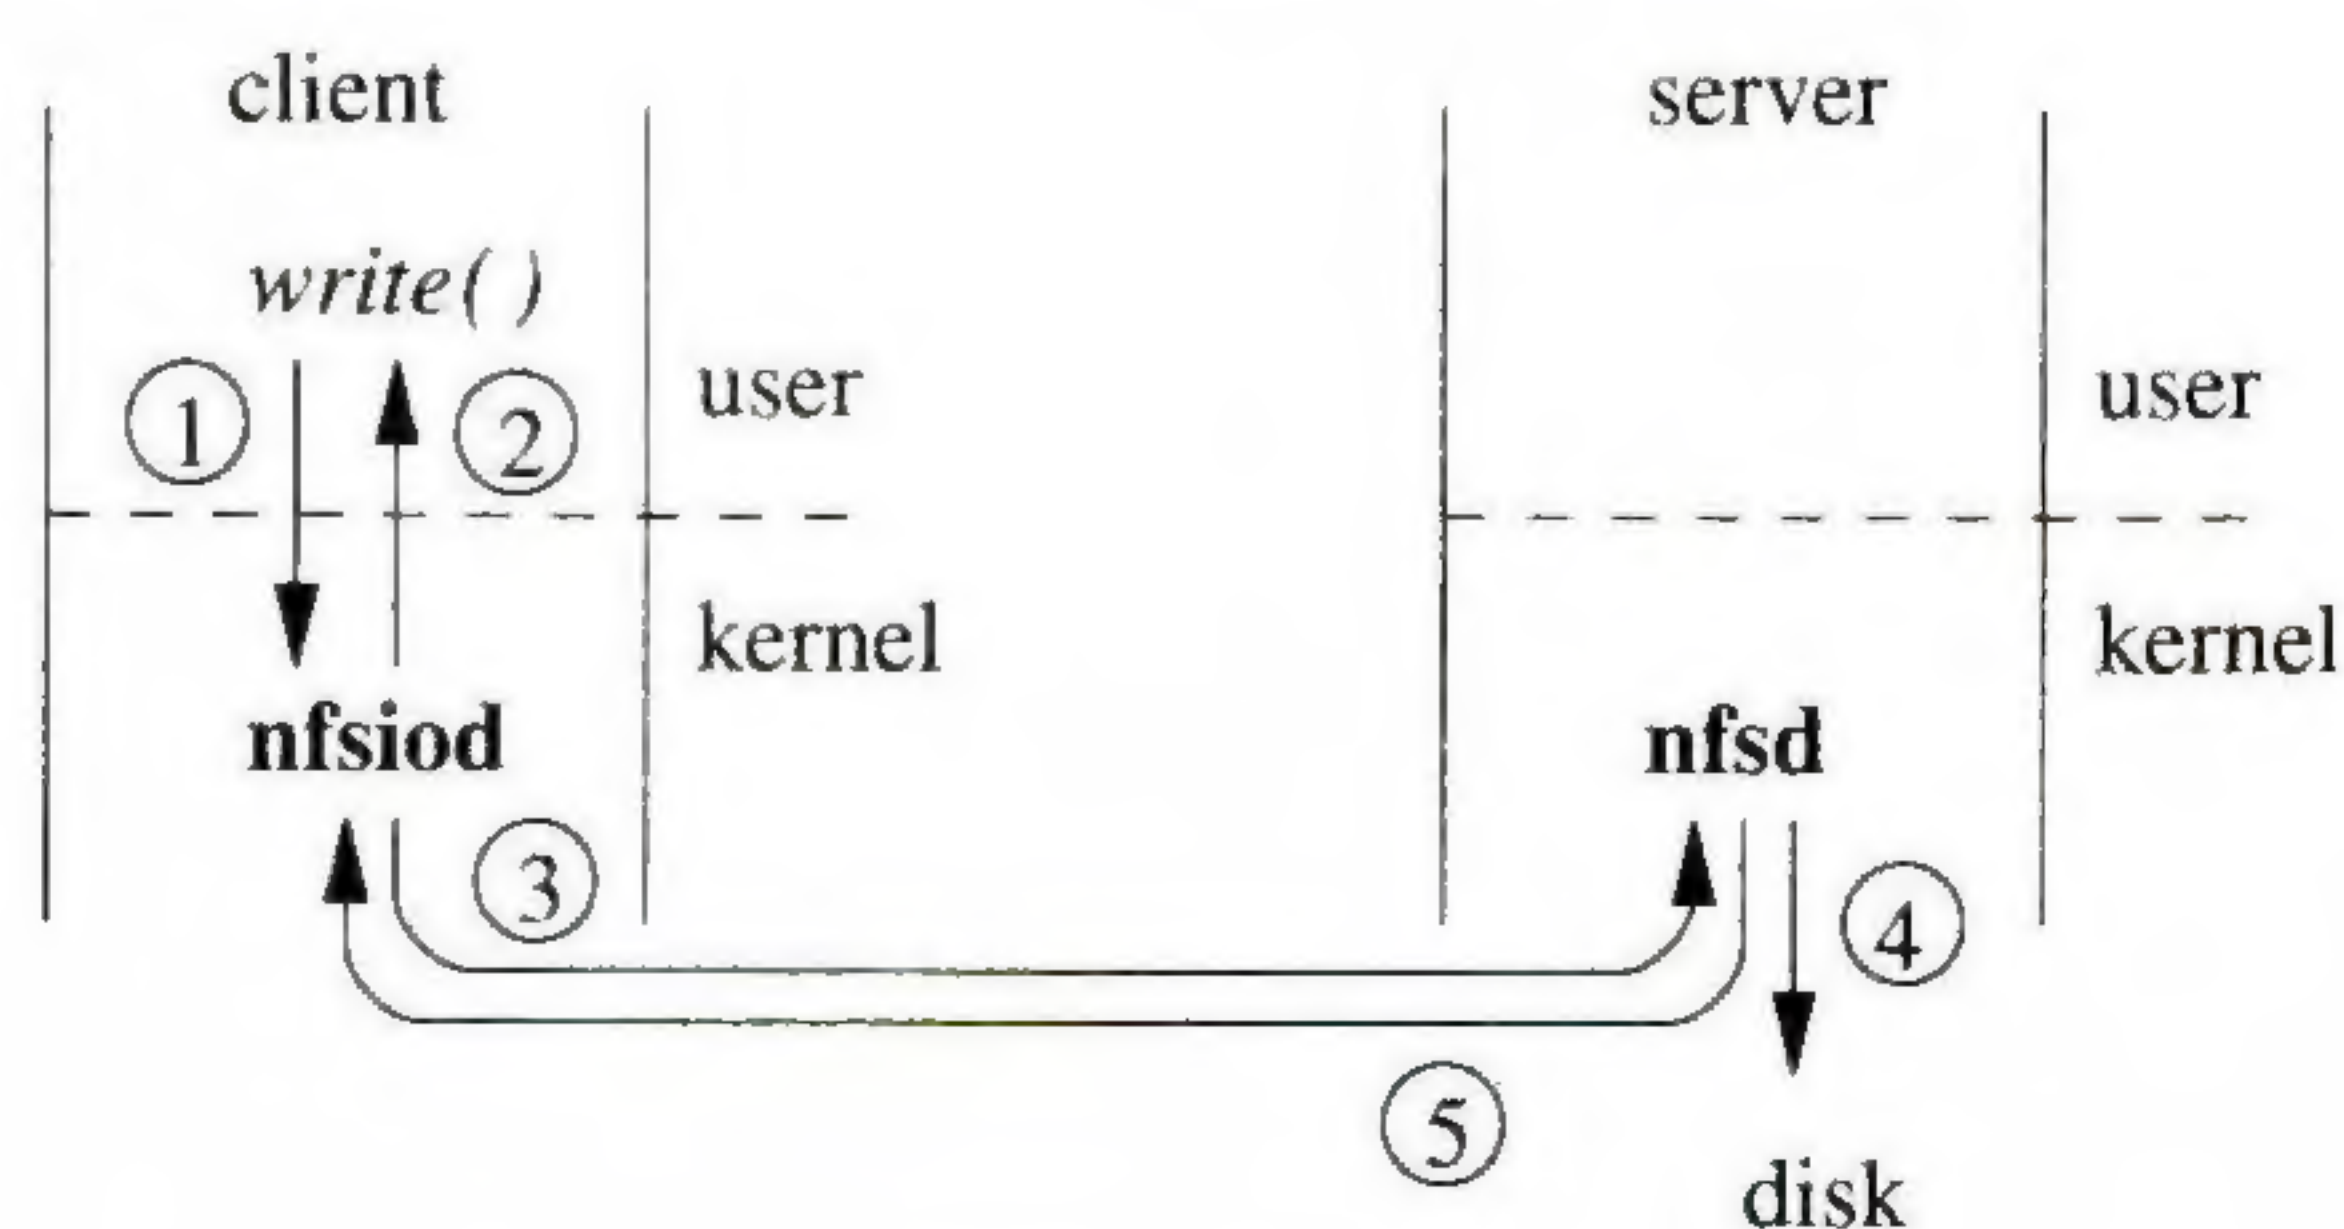 client server
write( )
1 2 user user
kernel kernel
nfsiod nfsd
3 4
5
disk